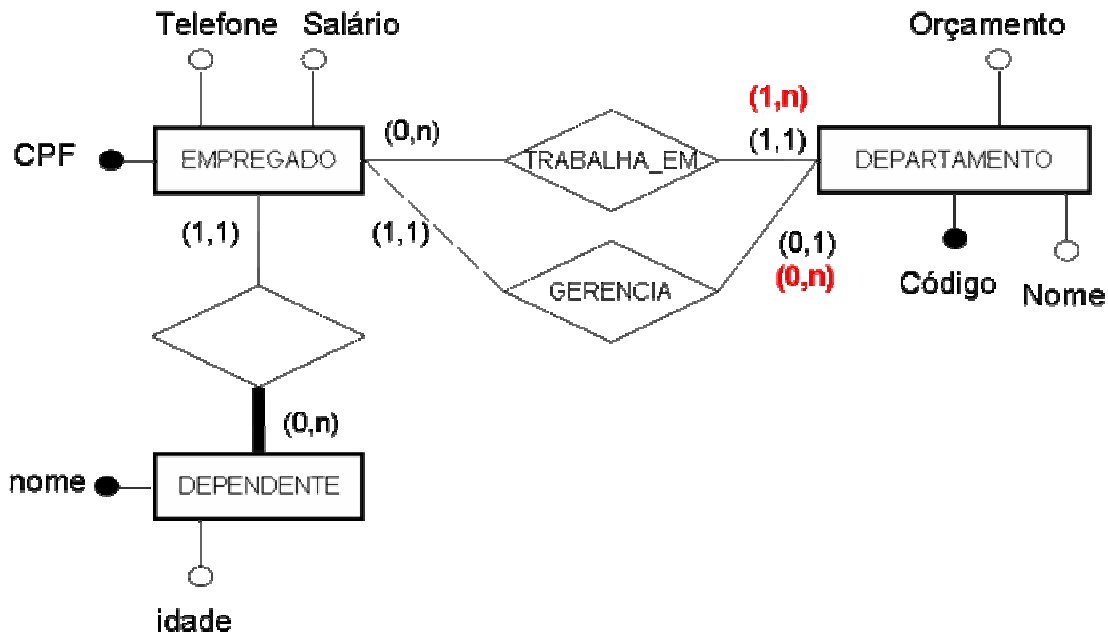 Telefone Salário
Orçamento
(1,n)
(0,n)
(1,1)
CPF
EMPREGADO
TRABALHA_EM
DEPARTAMENTO
(1,1)
(1,1)
(0,1)
(0,n)
GERENCIA
Código
Nome
(0,n)
nome
DEPENDENTE
idade